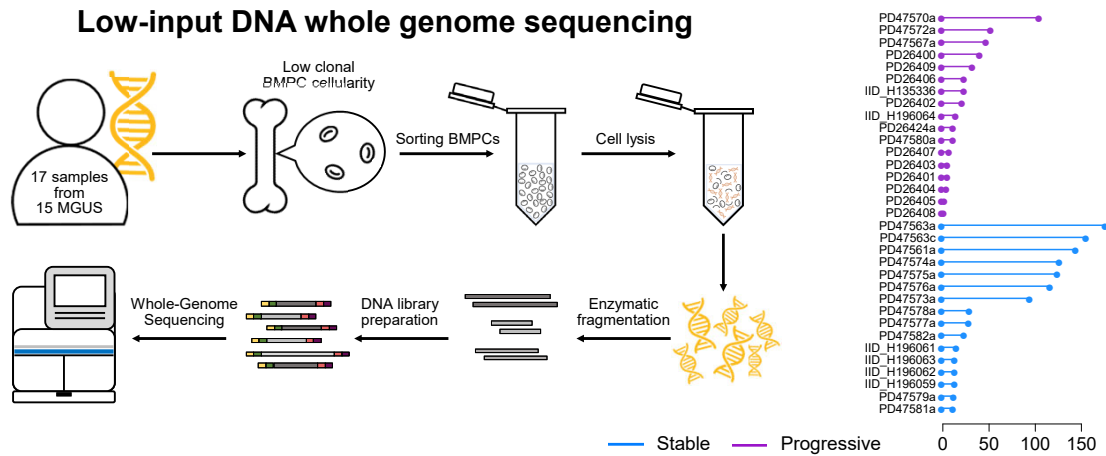 Low-input DNA whole genome sequencing
17 samples
from
15 MGUS
Low clonal
BMPC cellularity
Sorting BMPCs
Cell lysis
Whole-Genome
Sequencing
DNA library
preparation
Enzymatic
fragmentation
PD47570a
PD47572a
PD47567a
PD26400
PD26409
PD26406
IID_H135336
PD26402
IID_H196064
PD26424a
PD47580a
PD26407
PD26403
PD26401
PD26404
PD26405
PD26408
PD47563a
PD47563c
PD47561a
PD47574a
PD47575a
PD47576a
PD47573a
PD47578a
PD47577a
PD47582a
IID_H196061
IID_H196063
IID_H196062
IID_H196059
PD47579a
PD47581a
0 50 100 150
Stable Progressive